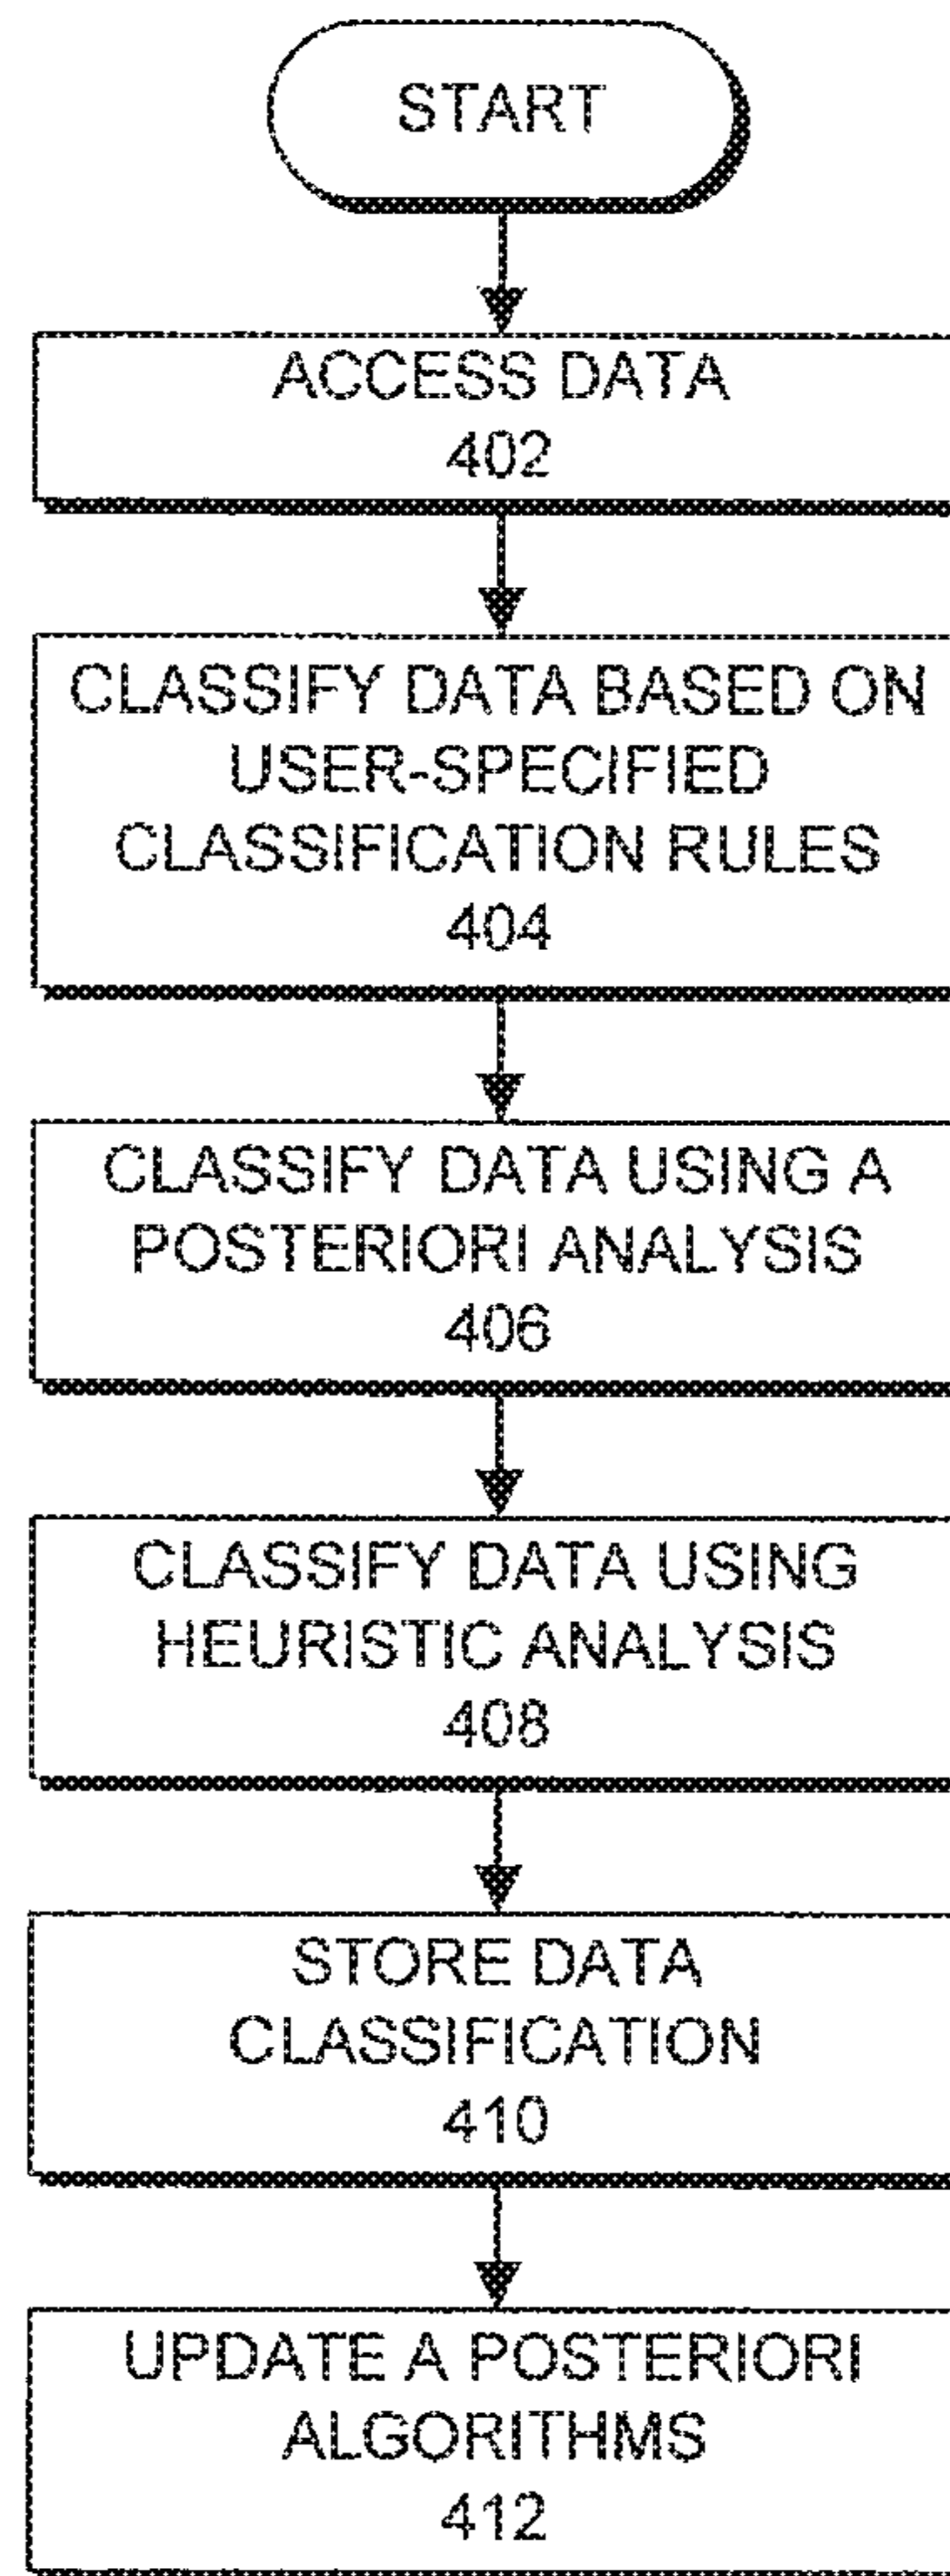 START
ACCESS DATA
402
CLASSIFY DATA BASED ON
USER-SPECIFIED
CLASSIFICATION RULES
404
CLASSIFY DATA USING A
POSTERIORI ANALYSIS
406
CLASSIFY DATA USING
HEURISTIC ANALYSIS
408
STORE DATA
CLASSIFICATION
410
UPDATE A POSTERIORI
ALGORITHMS
412